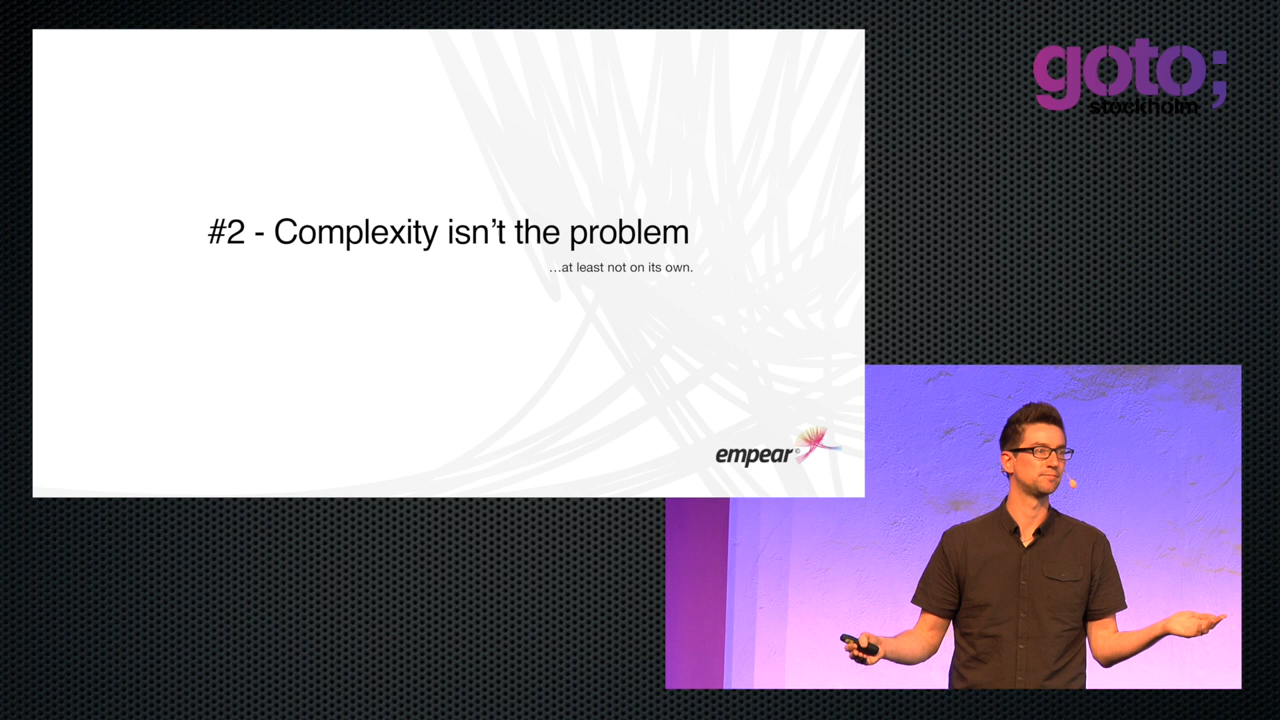 #2 - Complexity isn't the problem
…at least not on its own.
empear
goto;
stockholm